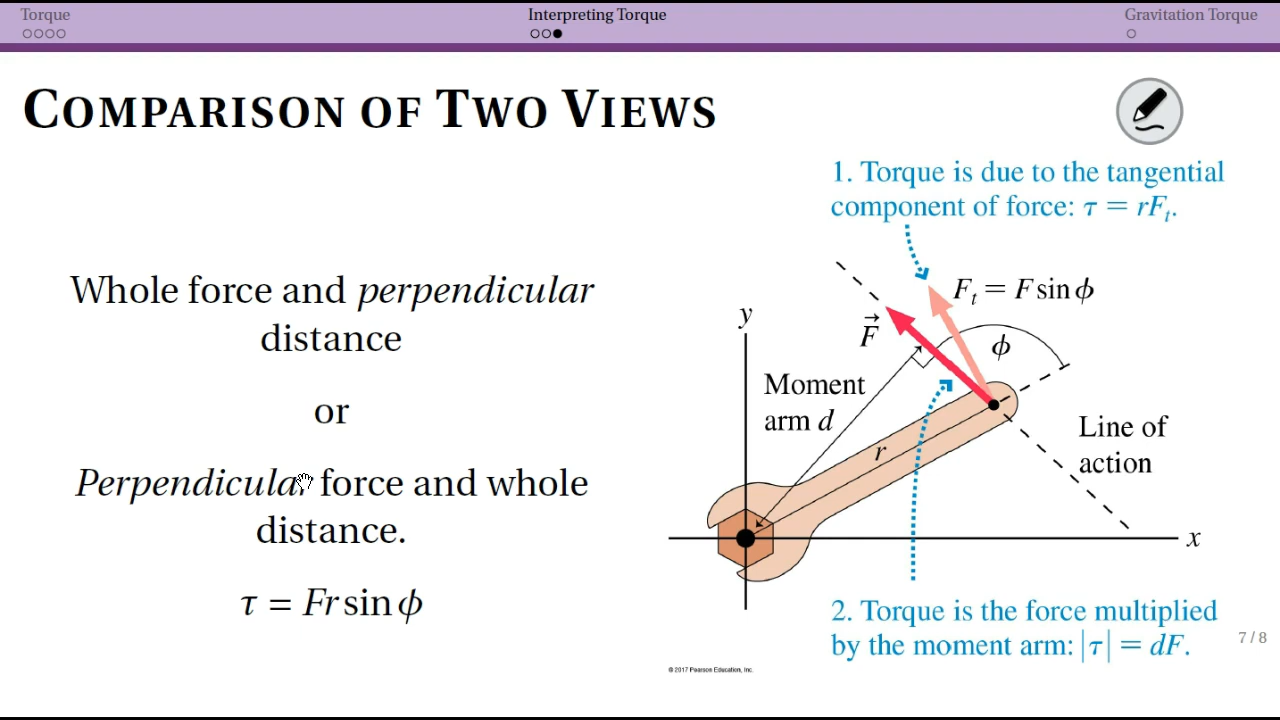 Torque
Interpreting Torque
Gravitation Torque
COMPARISON OF TWO VIEWS
Whole force and perpendicular
distance
or
Perpendicular force and whole
distance.
τ = Fr sin ϕ
1. Torque is due to the tangential
component of force: τ = rFₜ.
Fₜ = F sin ϕ
y
F⃗
ϕ
Moment
arm d
r
Line of
action
x
2. Torque is the force multiplied
by the moment arm: |τ| = dF.
© 2017 Pearson Education, Inc.
7 / 8